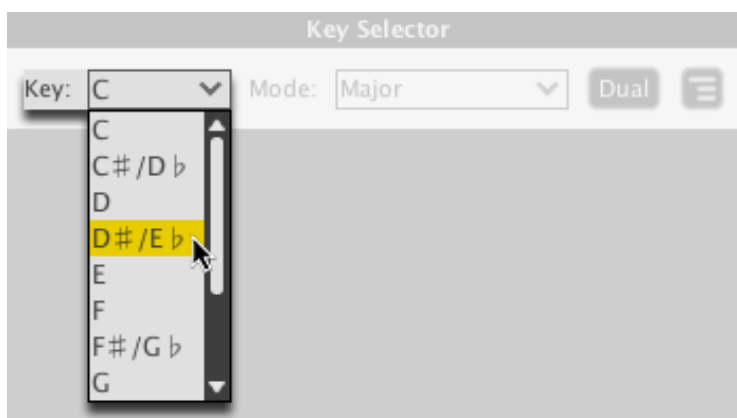 Key Selector
Key: C Mode: Major Dual
C
C♯/D♭
D
D♯/E♭
E
F
F♯/G♭
G